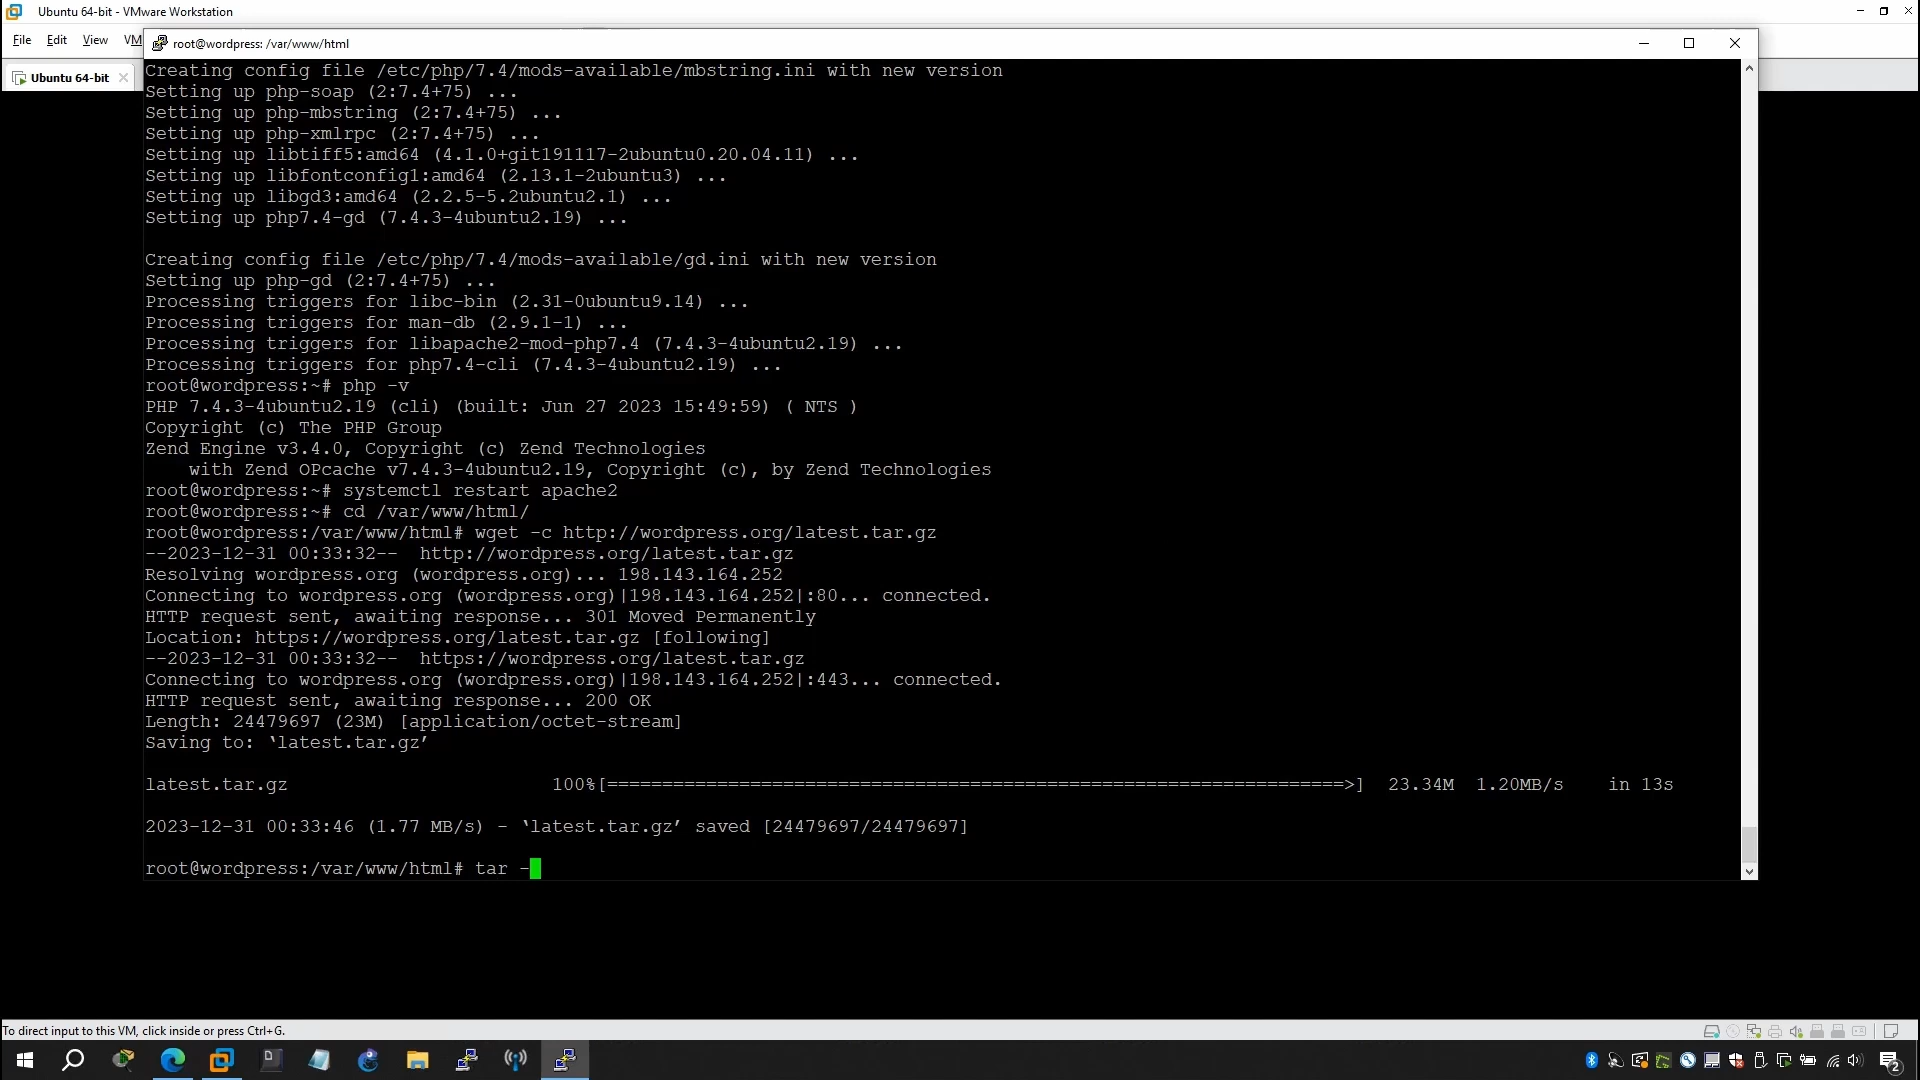 Ubuntu 64-bit - VMware Workstation
File Edit View VM
root@wordpress: /var/www/html
Ubuntu 64-bit
Creating config file /etc/php/7.4/mods-available/mbstring.ini with new version
Setting up php-soap (2:7.4+75) ...
Setting up php-mbstring (2:7.4+75) ...
Setting up php-xmlrpc (2:7.4+75) ...
Setting up libtiff5:amd64 (4.1.0+git191117-2ubuntu0.20.04.11) ...
Setting up libfontconfig1:amd64 (2.13.1-2ubuntu3) ...
Setting up libgd3:amd64 (2.2.5-5.2ubuntu2.1) ...
Setting up php7.4-gd (7.4.3-4ubuntu2.19) ...
Creating config file /etc/php/7.4/mods-available/gd.ini with new version
Setting up php-gd (2:7.4+75) ...
Processing triggers for libc-bin (2.31-0ubuntu9.14) ...
Processing triggers for man-db (2.9.1-1) ...
Processing triggers for libapache2-mod-php7.4 (7.4.3-4ubuntu2.19) ...
Processing triggers for php7.4-cli (7.4.3-4ubuntu2.19) ...
root@wordpress:~# php -v
PHP 7.4.3-4ubuntu2.19 (cli) (built: Jun 27 2023 15:49:59) ( NTS )
Copyright (c) The PHP Group
Zend Engine v3.4.0, Copyright (c) Zend Technologies
with Zend OPcache v7.4.3-4ubuntu2.19, Copyright (c), by Zend Technologies
root@wordpress:~# systemctl restart apache2
root@wordpress:~# cd /var/www/html/
root@wordpress:/var/www/html# wget -c http://wordpress.org/latest.tar.gz
--2023-12-31 00:33:32--  http://wordpress.org/latest.tar.gz
Resolving wordpress.org (wordpress.org)... 198.143.164.252
Connecting to wordpress.org (wordpress.org)|198.143.164.252|:80... connected.
HTTP request sent, awaiting response... 301 Moved Permanently
Location: https://wordpress.org/latest.tar.gz [following]
--2023-12-31 00:33:32--  https://wordpress.org/latest.tar.gz
Connecting to wordpress.org (wordpress.org)|198.143.164.252|:443... connected.
HTTP request sent, awaiting response... 200 OK
Length: 24479697 (23M) [application/octet-stream]
Saving to: ‘latest.tar.gz’
latest.tar.gz 100%[===================================================================>] 23.34M 1.20MB/s in 13s
2023-12-31 00:33:46 (1.77 MB/s) - ‘latest.tar.gz’ saved [24479697/24479697]
root@wordpress:/var/www/html# tar -
To direct input to this VM, click inside or press Ctrl+G.
2